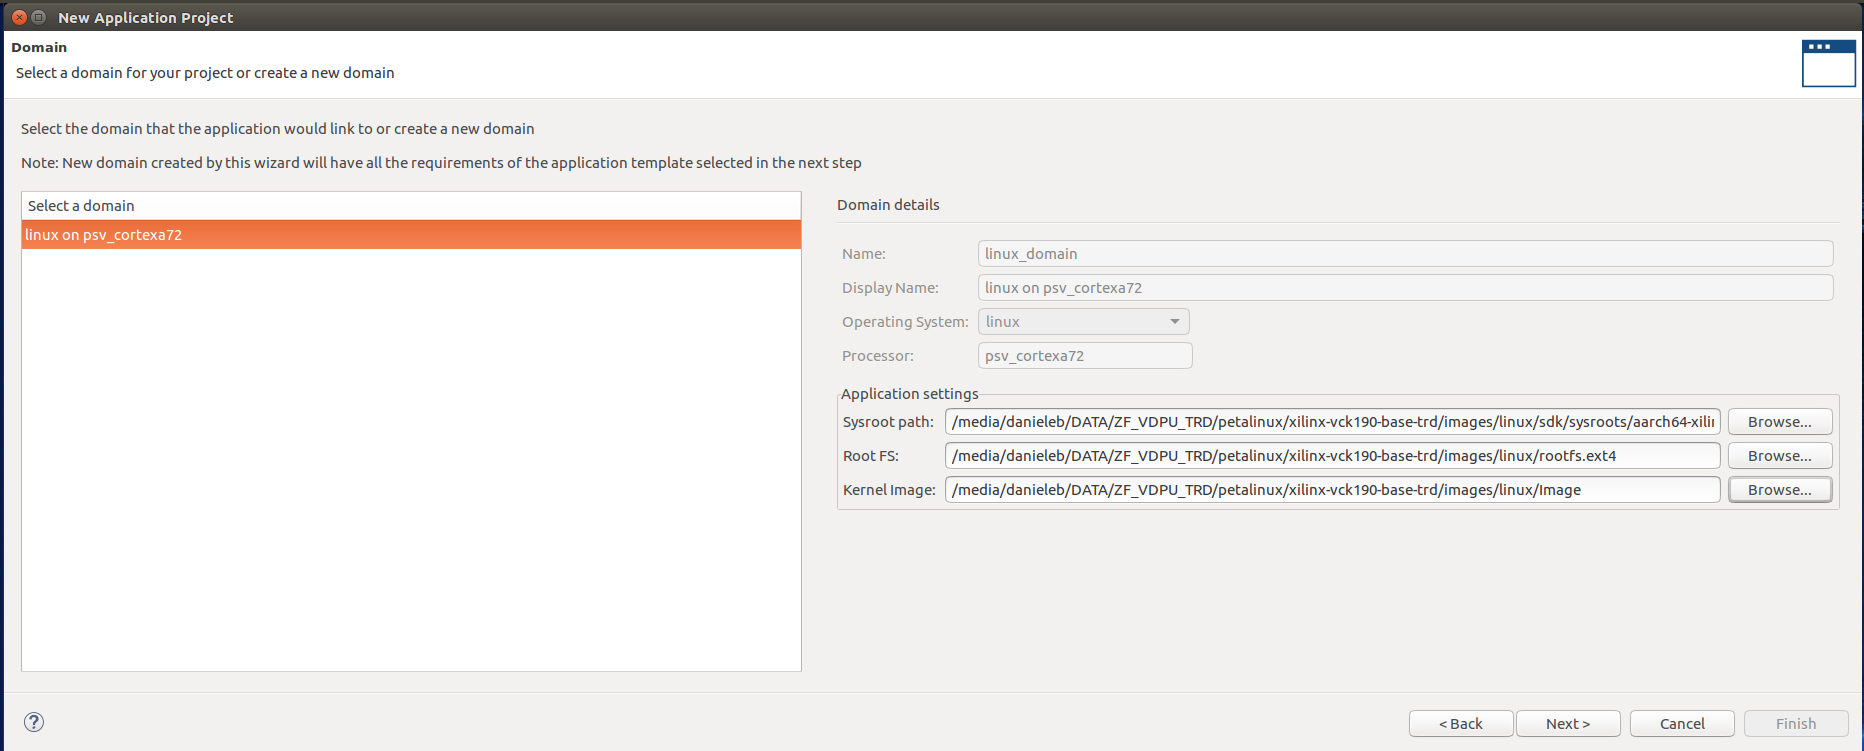 New Application Project
Domain
Select a domain for your project or create a new domain
Select the domain that the application would link to or create a new domain
Note: New domain created by this wizard will have all the requirements of the application template selected in the next step
Select a domain
linux on psv_cortexa72
Domain details
Name: linux_domain
Display Name: linux on psv_cortexa72
Operating System: linux
Processor: psv_cortexa72
Application settings
Sysroot path: /media/danieleb/DATA/ZF_VDPU_TRD/petalinux/xilinx-vck190-base-trd/images/linux/sdk/sysroots/aarch64-xilin Browse...
Root FS: /media/danieleb/DATA/ZF_VDPU_TRD/petalinux/xilinx-vck190-base-trd/images/linux/rootfs.ext4 Browse...
Kernel Image: /media/danieleb/DATA/ZF_VDPU_TRD/petalinux/xilinx-vck190-base-trd/images/linux/Image Browse...
? < Back Next > Cancel Finish